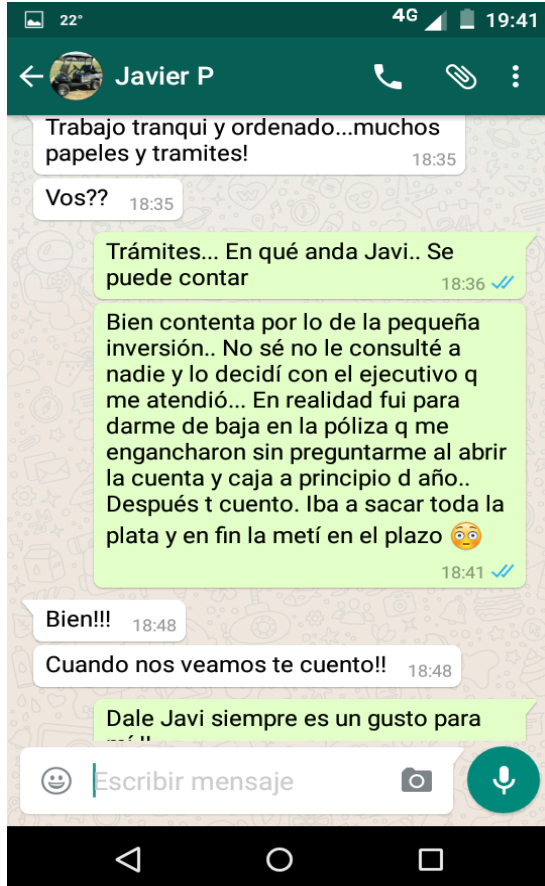 22°
4G
19:41
Javier P
Trabajo tranqui y ordenado...muchos
papeles y tramites!
18:35
Vos??
18:35
Trámites... En qué anda Javi.. Se
puede contar
18:36
Bien contenta por lo de la pequeña
inversión.. No sé no le consulté a
nadie y lo decidí con el ejecutivo q
me atendió... En realidad fui para
darme de baja en la póliza q me
engancharon sin preguntarme al abrir
la cuenta y caja a principio d año..
Después t cuento. Iba a sacar toda la
plata y en fin la metí en el plazo 😳
18:41
Bien!!!
18:48
Cuando nos veamos te cuento!!
18:48
Dale Javi siempre es un gusto para
Escribir mensaje